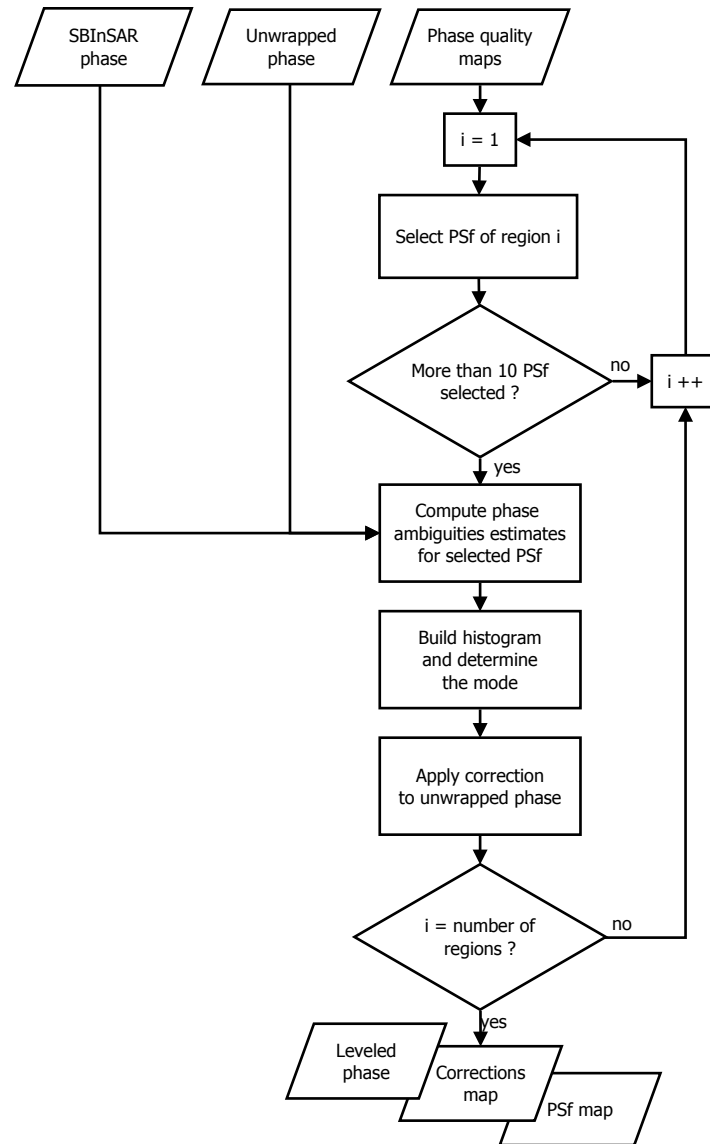 SBInSAR
phase
Unwrapped
phase
Phase quality
maps
i = 1
Select PSf of region i
More than 10 PSf
selected ?
no
i ++
yes
Compute phase
ambiguities estimates
for selected PSf
Build histogram
and determine
the mode
Apply correction
to unwrapped phase
i = number of
regions ?
no
yes
Leveled
phase
Corrections
map
PSf map